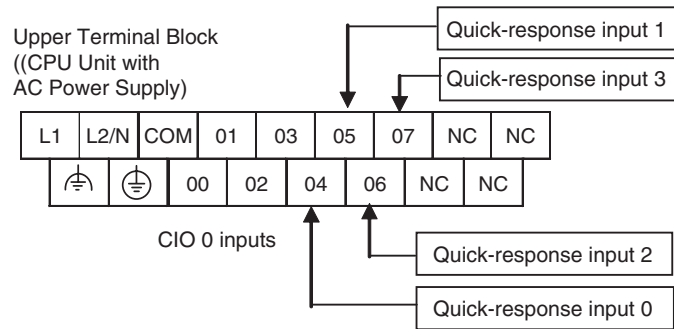 Upper Terminal Block
((CPU Unit with
AC Power Supply)
Quick-response input 1
Quick-response input 3
L1 L2/N COM 01 03 05 07 NC NC
00 02 04 06 NC NC
CIO 0 inputs
Quick-response input 2
Quick-response input 0